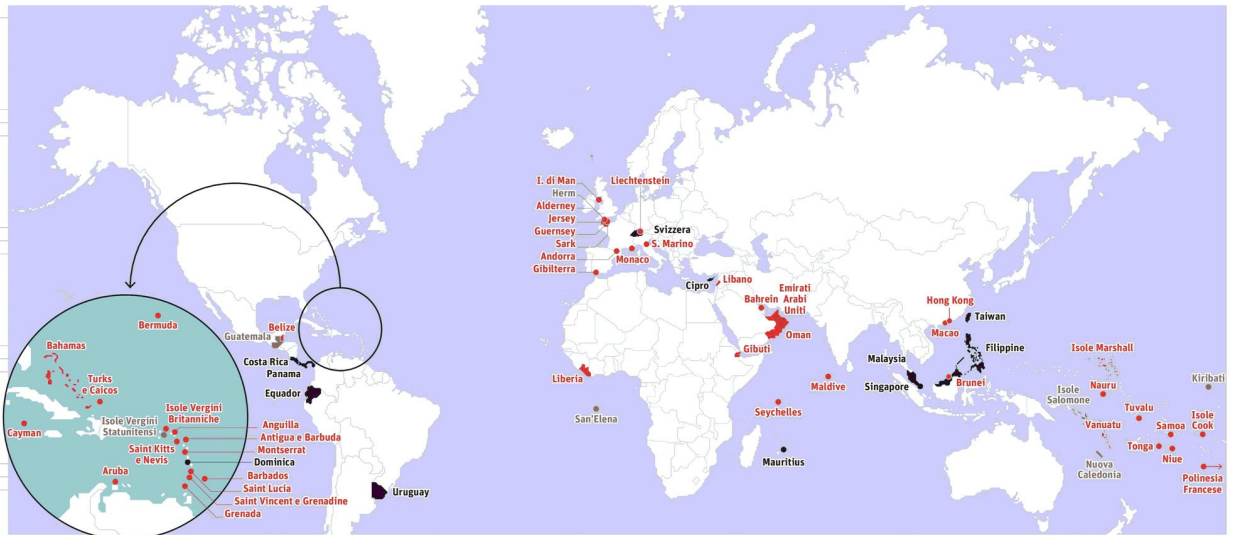 I. di Man
Herm
Alderney
Jersey
Guernsey
Sark
Andorra
Gibilterra
Liechtenstein
Svizzera
S. Marino
Monaco
Cipro
Libano
Emirati
Bahrein Arabi
Uniti
Oman
Gibuti
Hong Kong
Macao
Taiwan
Malaysia
Filippine
Singapore
Brunei
Maldive
Seychelles
Mauritius
Liberia
Sant'Elena
Isole Marshall
Nauru
Kiribati
Isole
Salomone
Tuvalu
Isole
Cook
Vanuatu
Samoa
Tonga
Niue
Nuova
Caledonia
Polinesia
Francese
Bermuda
Guatemala
Belize
Bahamas
Costa Rica
Panama
Turks
e Caicos
Equador
Isole Vergini
Britanniche
Isole Vergini
Statunitensi
Anguilla
Antigua e Barbuda
Cayman
Saint Kitts
e Nevis
Montserrat
Dominica
Aruba
Barbados
Saint Lucia
Saint Vincent e Grenadine
Grenada
Uruguay